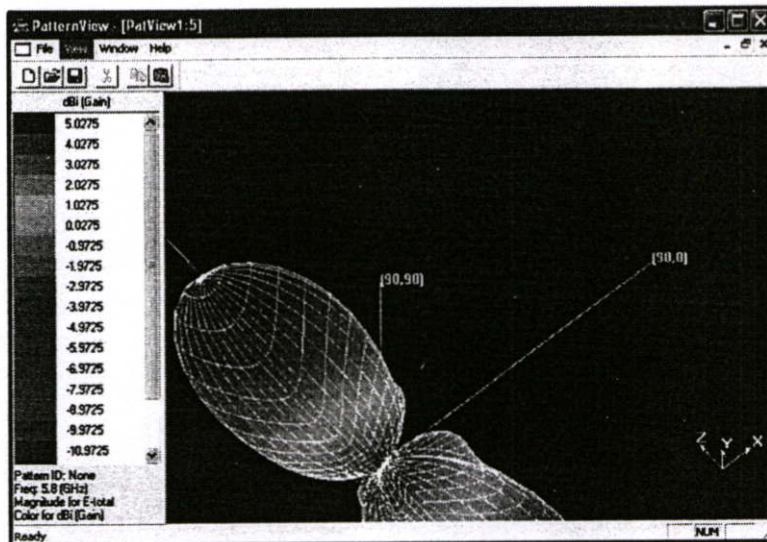 PatternView - [PatView1:5]
File View Window Help
dBi (Gain)
5.0275
4.0275
3.0275
2.0275
1.0275
0.0275
-0.9725
-1.9725
-2.9725
-3.9725
-4.9725
-5.9725
-6.9725
-7.9725
-8.9725
-9.9725
-10.9725
(90,90)
(90,0)
Z Y X
Pattern ID: None
Freq: 5.8 (GHz)
Magnitude for E-total
Color for dBi (Gain)
Ready
NUM